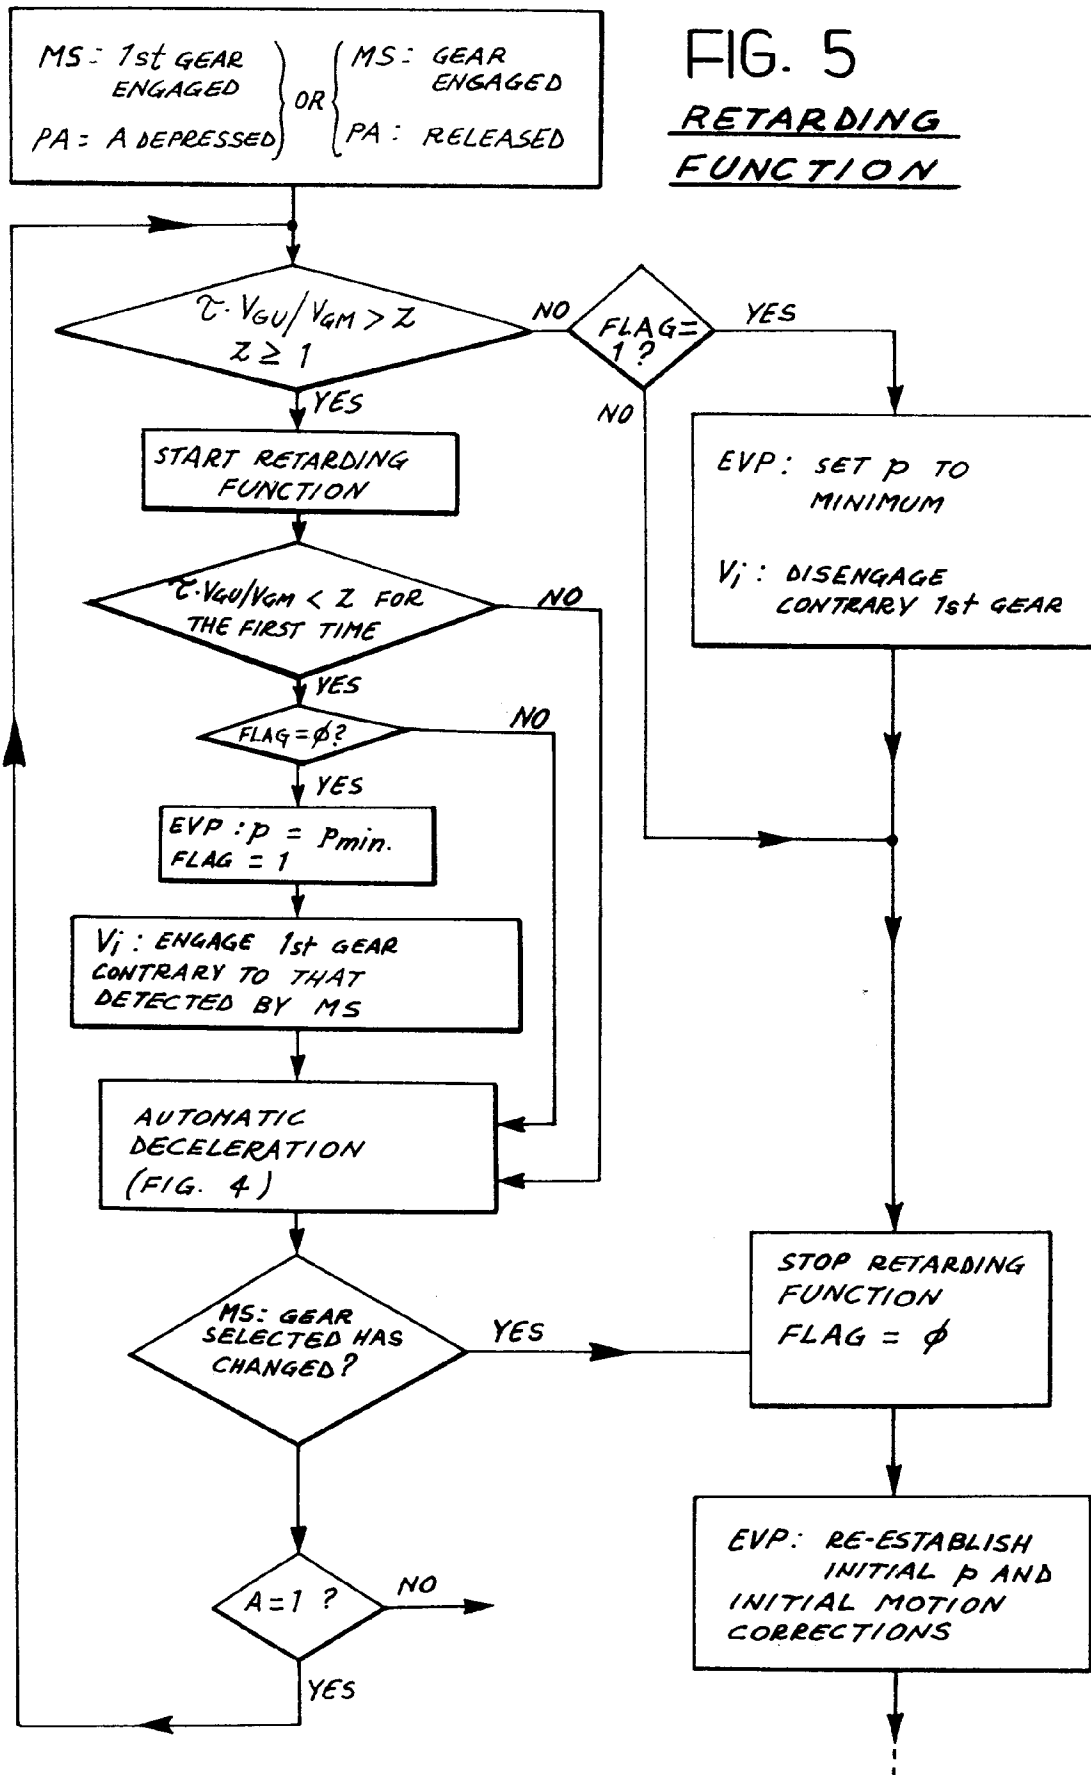 FIG. 5
RETARDING
FUNCTION
MS: 1st GEAR
ENGAGED
PA = A DEPRESSED
OR
MS: GEAR
ENGAGED
PA: RELEASED
τ·VGU/VGM > Z
Z ≥ 1
NO
FLAG=
1 ?
YES
NO
YES
START RETARDING
FUNCTION
EVP: SET p TO
MINIMUM
Vi: DISENGAGE
CONTRARY 1st GEAR
τ·VGU/VGM < Z FOR
THE FIRST TIME
NO
YES
FLAG = ϕ?
NO
YES
EVP: p = pmin.
FLAG = 1
Vi: ENGAGE 1st GEAR
CONTRARY TO THAT
DETECTED BY MS
AUTOMATIC
DECELERATION
(FIG. 4)
MS: GEAR
SELECTED HAS
CHANGED?
YES
STOP RETARDING
FUNCTION
FLAG = ϕ
A=1 ?
NO
YES
EVP: RE-ESTABLISH
INITIAL p AND
INITIAL MOTION
CORRECTIONS